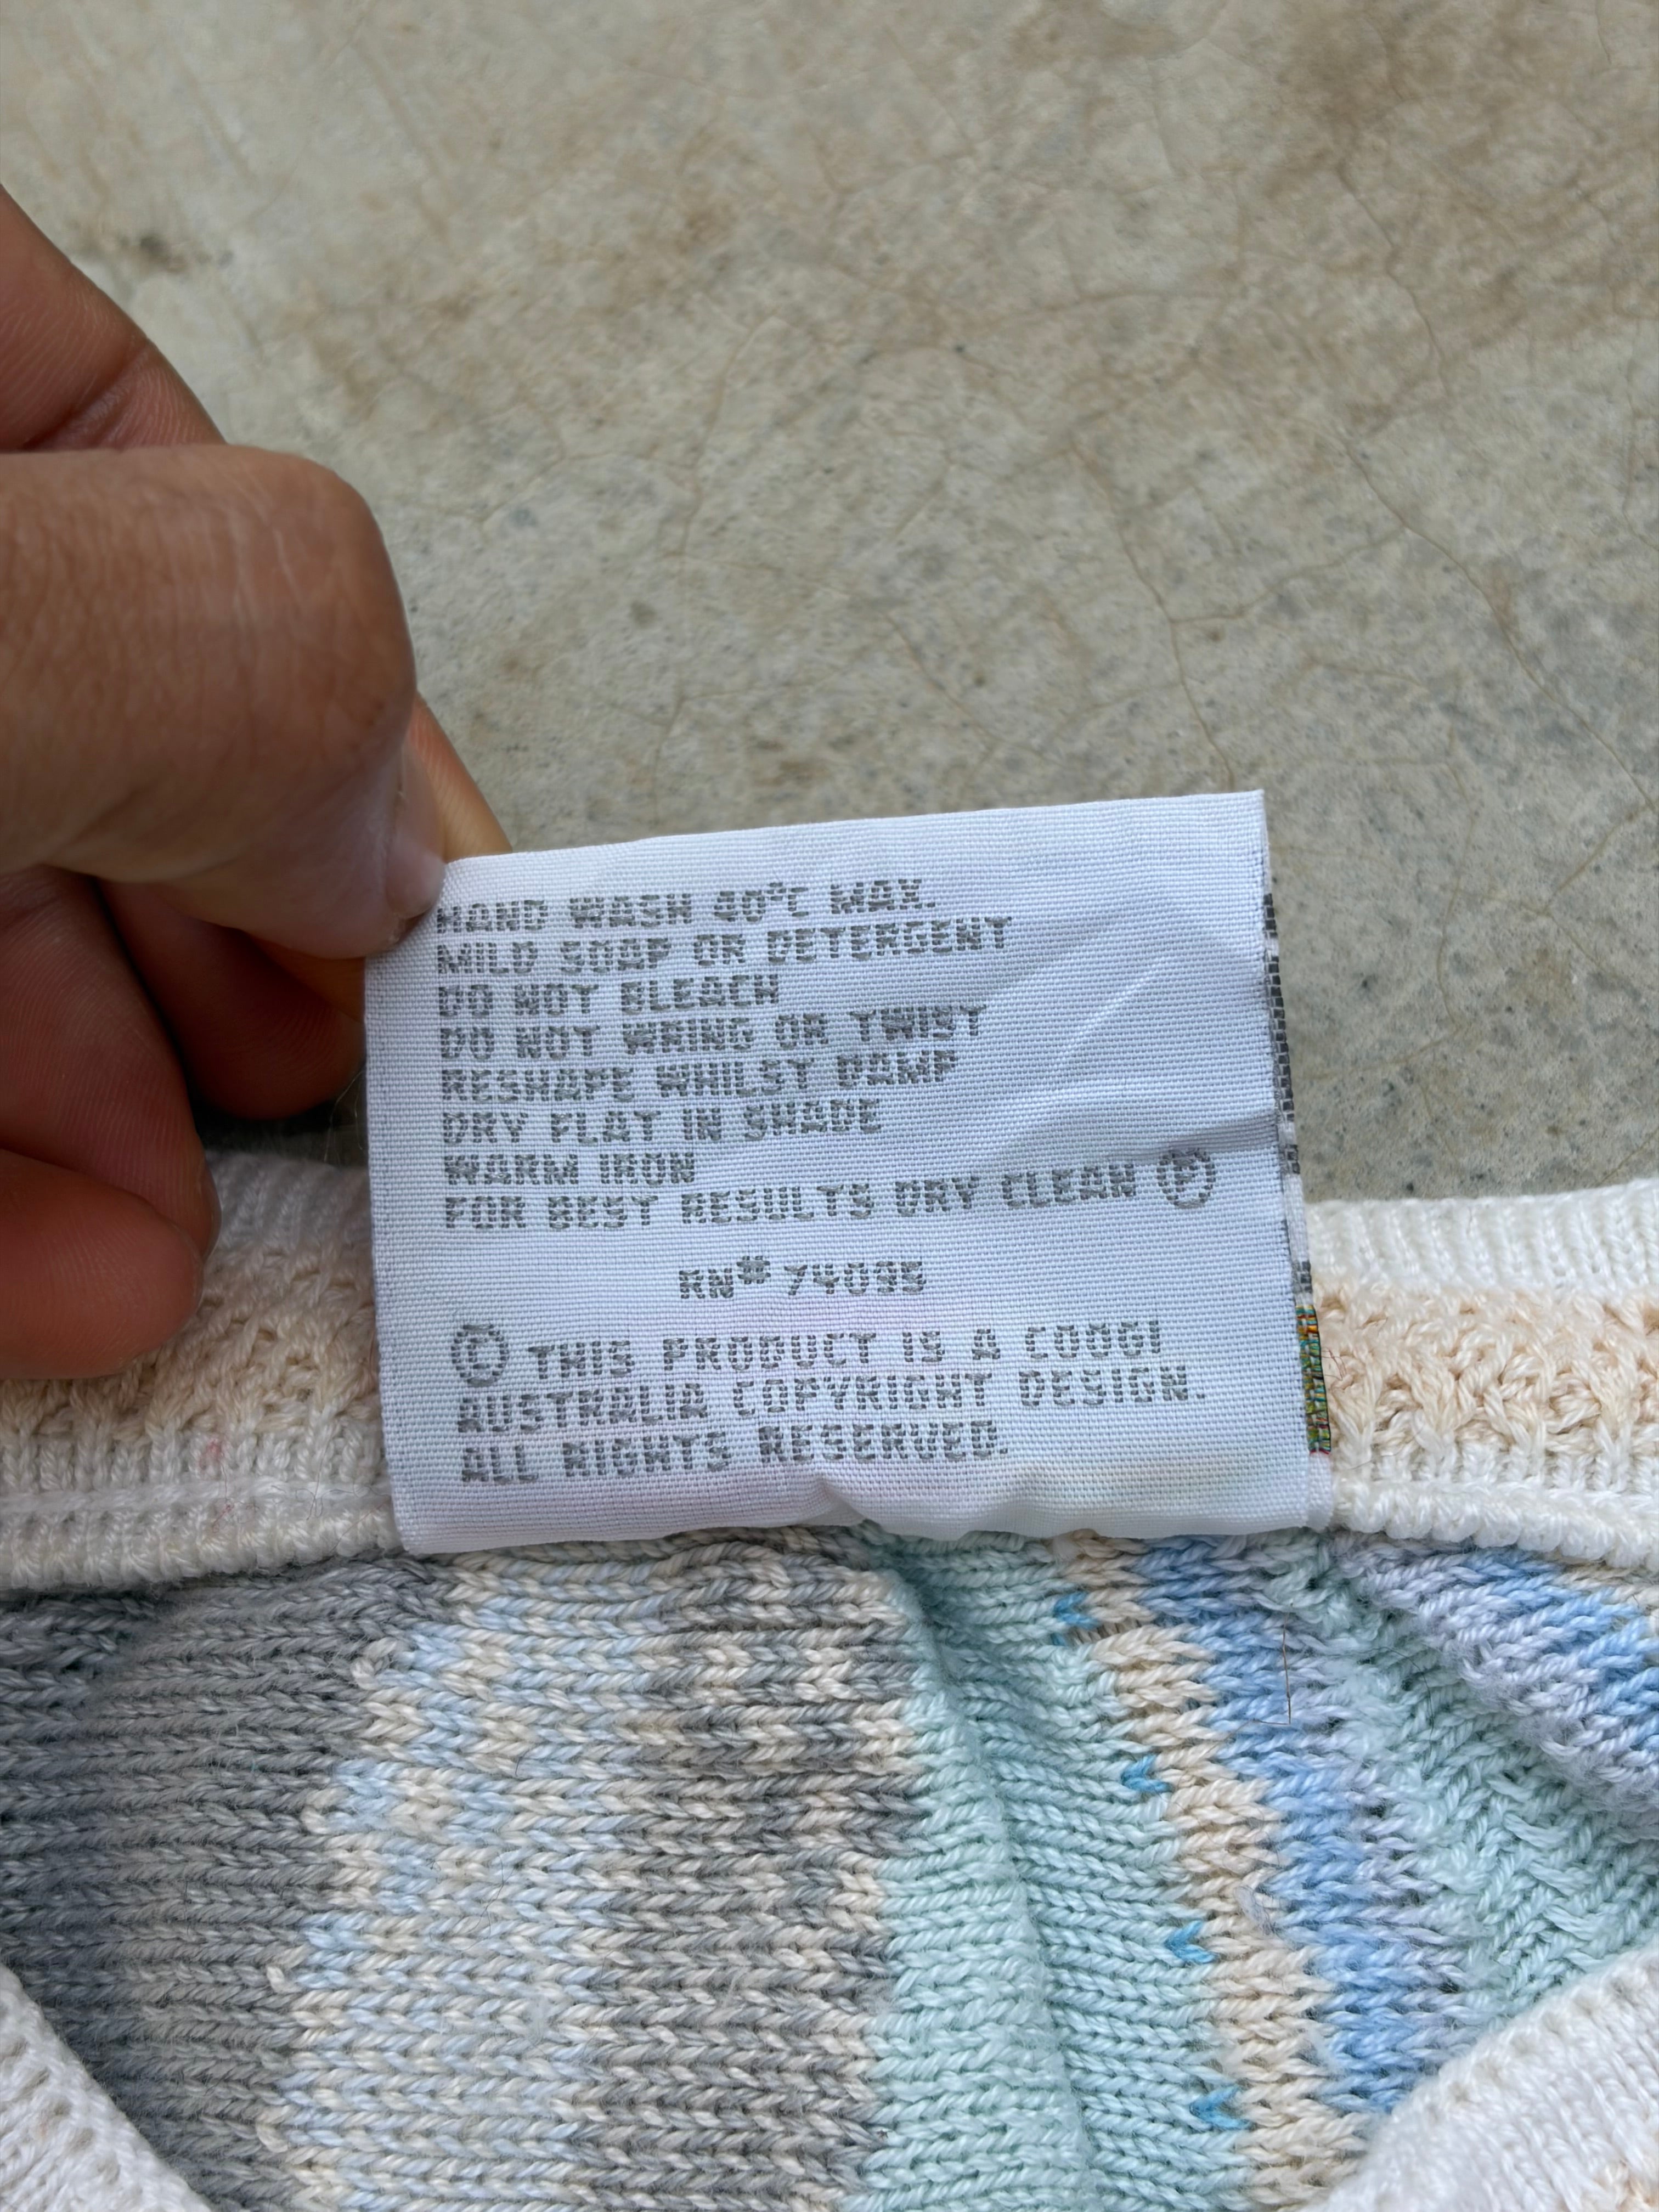 HAND WASH 40°C MAX.
MILD SOAP OR DETERGENT
DO NOT BLEACH
DO NOT WRING OR TWIST
RESHAPE WHILST DAMP
DRY FLAT IN SHADE
WARM IRON
FOR BEST RESULTS DRY CLEAN Ⓟ
RN# 74095
© THIS PRODUCT IS A COOGI
AUSTRALIA COPYRIGHT DESIGN.
ALL RIGHTS RESERVED.